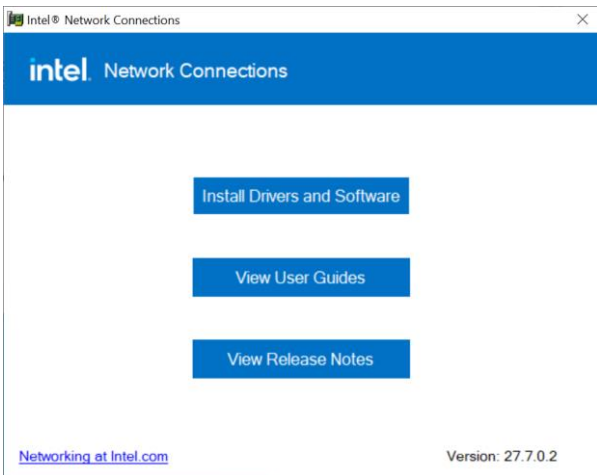 Intel® Network Connections
intel. Network Connections
Install Drivers and Software
View User Guides
View Release Notes
Networking at Intel.com
Version: 27.7.0.2